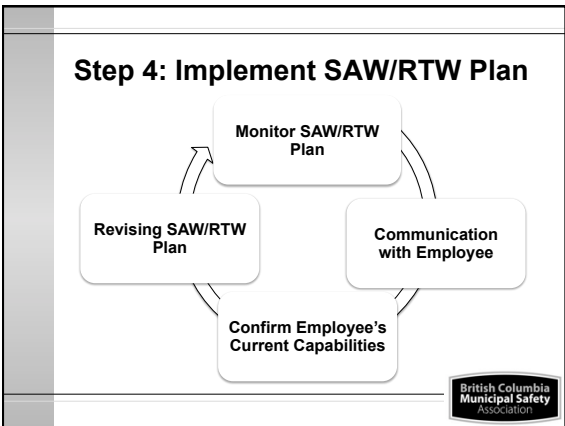 Step 4: Implement SAW/RTW Plan
Monitor SAW/RTW
Plan
Communication
with Employee
Confirm Employee's
Current Capabilities
Revising SAW/RTW
Plan
British Columbia
Municipal Safety
Association